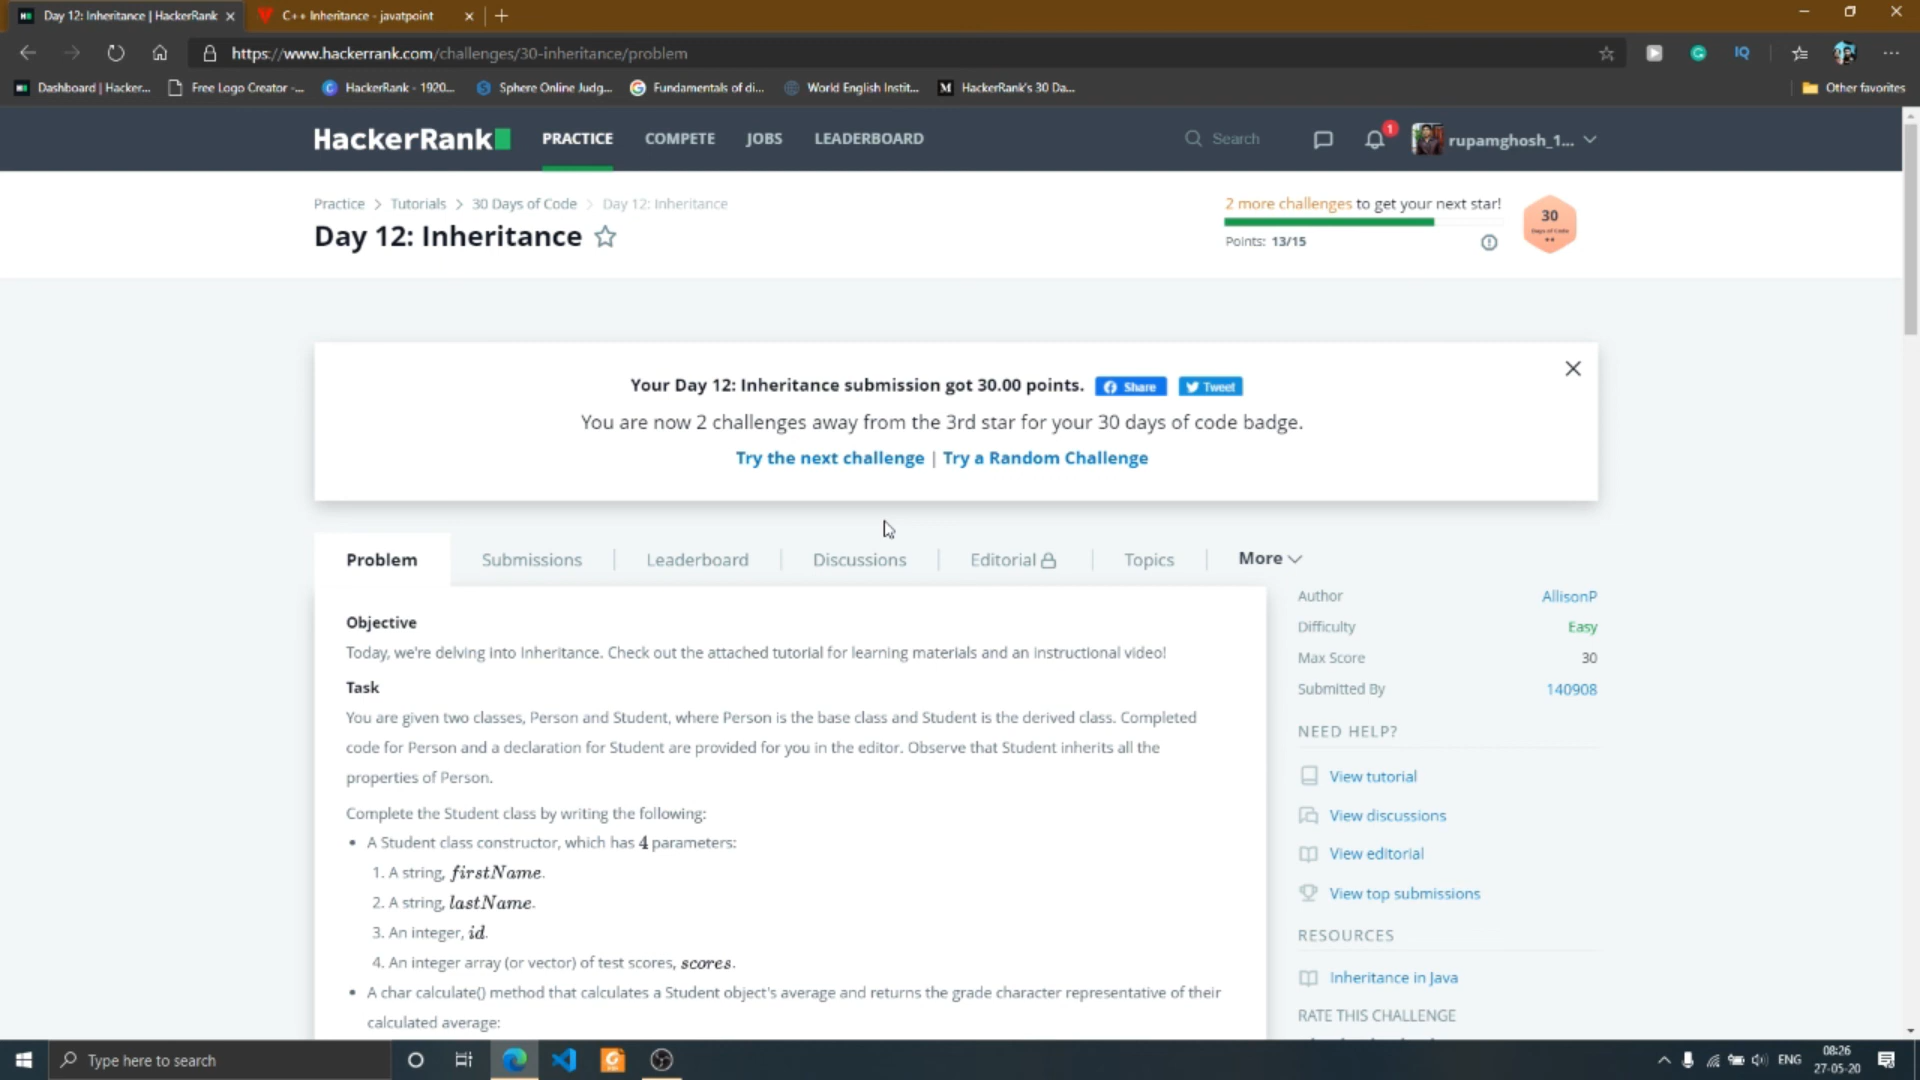 Day 12: Inheritance | HackerRank
C++ Inheritance - javatpoint
https://www.hackerrank.com/challenges/30-inheritance/problem
IQ
Dashboard | Hacker...
Free Logo Creator -...
HackerRank - 1920...
Sphere Online Judg...
Fundamentals of di...
World English Instit...
M HackerRank's 30 Da...
Other favorites
HackerRank
PRACTICE
COMPETE
JOBS
LEADERBOARD
Search
1
rupamghosh_1...
Practice > Tutorials > 30 Days of Code > Day 12: Inheritance
Day 12: Inheritance
2 more challenges to get your next star!
Points: 13/15
30
Days of Code
Your Day 12: Inheritance submission got 30.00 points.
Share
Tweet
You are now 2 challenges away from the 3rd star for your 30 days of code badge.
Try the next challenge | Try a Random Challenge
Problem
Submissions
Leaderboard
Discussions
Editorial
Topics
More
Objective
Today, we're delving into Inheritance. Check out the attached tutorial for learning materials and an instructional video!
Task
You are given two classes, Person and Student, where Person is the base class and Student is the derived class. Completed
code for Person and a declaration for Student are provided for you in the editor. Observe that Student inherits all the
properties of Person.
Complete the Student class by writing the following:
• A Student class constructor, which has 4 parameters:
1. A string, firstName.
2. A string, lastName.
3. An integer, id.
4. An integer array (or vector) of test scores, scores.
• A char calculate() method that calculates a Student object's average and returns the grade character representative of their
calculated average:
Author AllisonP
Difficulty Easy
Max Score 30
Submitted By 140908
NEED HELP?
View tutorial
View discussions
View editorial
View top submissions
RESOURCES
Inheritance in Java
RATE THIS CHALLENGE
Type here to search
ENG
08:26
27-05-20